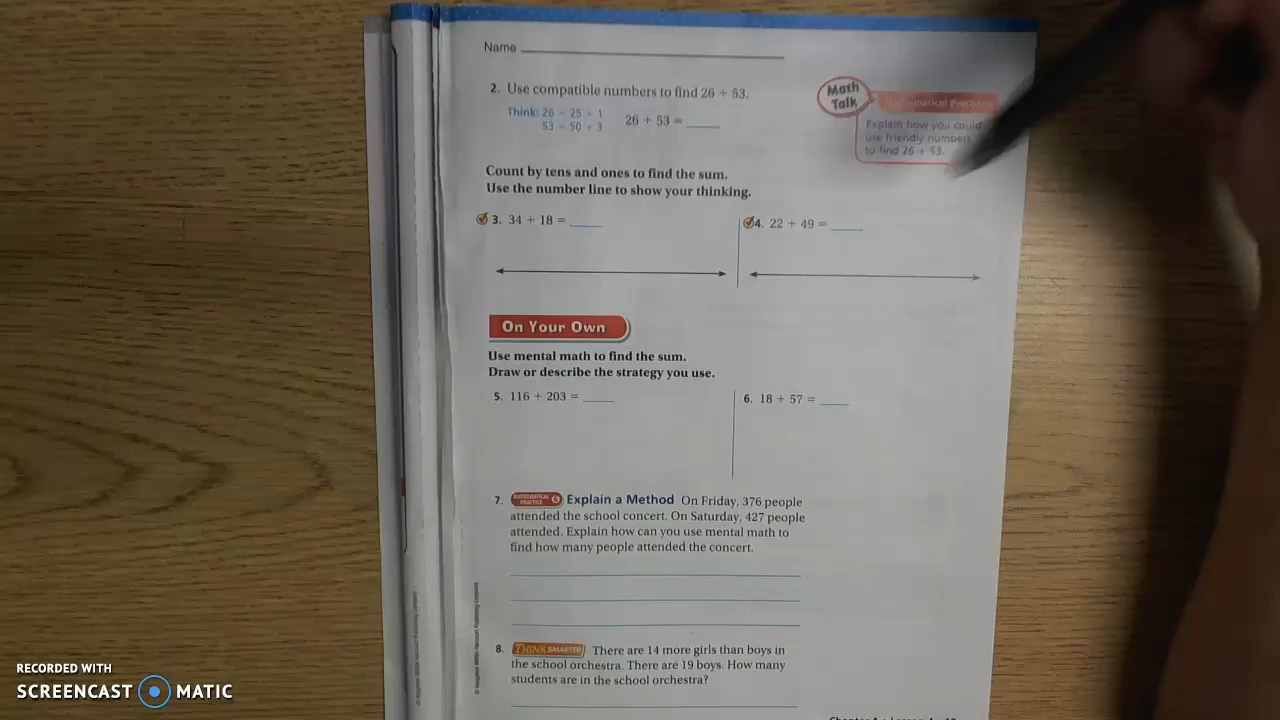 Name
2. Use compatible numbers to find 26 + 53.
Think: 26 = 25 + 1
53 = 50 + 3
26 + 53 =
Math
Talk
Mathematical Practices
Explain how you could
use friendly numbers
to find 26 + 53.
Count by tens and ones to find the sum.
Use the number line to show your thinking.
3. 34 + 18 =
4. 22 + 49 =
On Your Own
Use mental math to find the sum.
Draw or describe the strategy you use.
5. 116 + 203 =
6. 18 + 57 =
7. MATHEMATICAL PRACTICE 6 Explain a Method On Friday, 376 people
attended the school concert. On Saturday, 427 people
attended. Explain how can you use mental math to
find how many people attended the concert.
8. THINK SMARTER There are 14 more girls than boys in
the school orchestra. There are 19 boys. How many
students are in the school orchestra?
RECORDED WITH
SCREENCAST MATIC